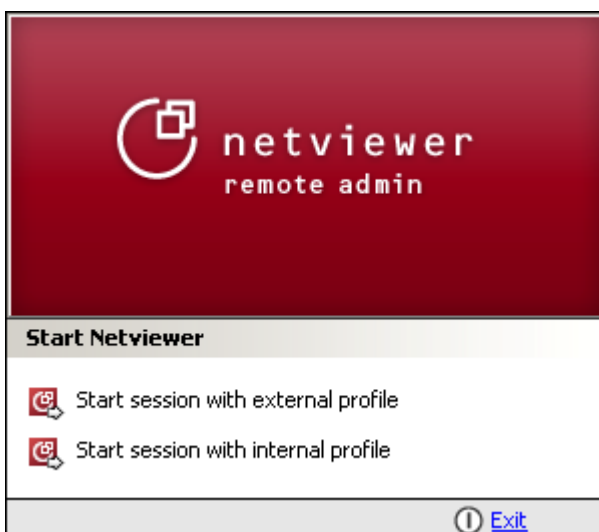 netviewer
remote admin
Start Netviewer
Start session with external profile
Start session with internal profile
Exit